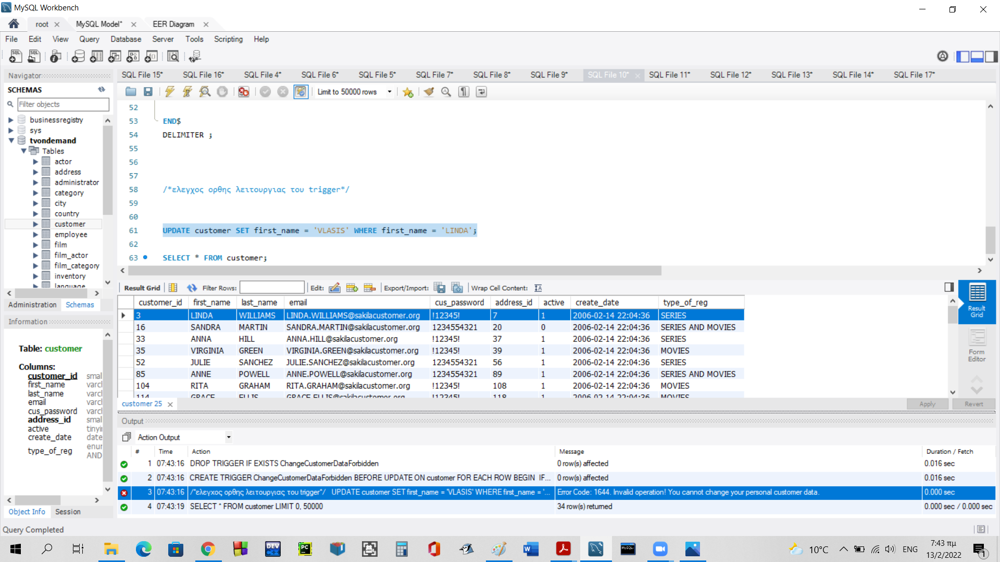 MySQL Workbench
root MySQL Model* EER Diagram
File Edit View Query Database Server Tools Scripting Help
Navigator
SQL File 15* SQL File 16* SQL File 4* SQL File 6* SQL File 5* SQL File 7* SQL File 8* SQL File 9* SQL File 10* SQL File 11* SQL File 12* SQL File 13* SQL File 14* SQL File 17*
SCHEMAS
Filter objects
businessregistry
sys
tvondemand
Tables
actor
address
administrator
category
city
country
customer
employee
film
film_actor
film_category
inventory
language
Administration Schemas
Information
Table: customer
Columns:
customer_id smal
first_name varcl
last_name varcl
email varcl
cus_password varcl
address_id smal
active tinyi
create_date date
type_of_reg enur
AND
Object Info Session
Limit to 50000 rows
52
53 END$
54 DELIMITER ;
55
56
57
58 /*ελεγχος ορθης λειτουργιας του trigger*/
59
60
61 UPDATE customer SET first_name = 'VLASIS' WHERE first_name = 'LINDA';
62
63 SELECT * FROM customer;
Result Grid Filter Rows: Edit: Export/Import: Wrap Cell Content:
customer_id first_name last_name email cus_password address_id active create_date type_of_reg
3 LINDA WILLIAMS LINDA.WILLIAMS@sakilacustomer.org !12345! 7 1 2006-02-14 22:04:36 SERIES
16 SANDRA MARTIN SANDRA.MARTIN@sakilacustomer.org 1234554321 20 0 2006-02-14 22:04:36 SERIES AND MOVIES
33 ANNA HILL ANNA.HILL@sakilacustomer.org !12345! 37 1 2006-02-14 22:04:36 SERIES
35 VIRGINIA GREEN VIRGINIA.GREEN@sakilacustomer.org !12345! 39 1 2006-02-14 22:04:36 MOVIES
52 JULIE SANCHEZ JULIE.SANCHEZ@sakilacustomer.org 1234554321 56 1 2006-02-14 22:04:36 SERIES
85 ANNE POWELL ANNE.POWELL@sakilacustomer.org 1234554321 89 1 2006-02-14 22:04:36 SERIES AND MOVIES
104 RITA GRAHAM RITA.GRAHAM@sakilacustomer.org !12345! 108 1 2006-02-14 22:04:36 MOVIES
114 GRACE ELLIS GRACE.ELLIS@sakilacustomer.org !12345! 118 1 2006-02-14 22:04:36 MOVIES
Result Grid
Form Editor
customer 25 Apply Revert
Output
Action Output
# Time Action Message Duration / Fetch
1 07:43:16 DROP TRIGGER IF EXISTS ChangeCustomerDataForbidden 0 row(s) affected 0.016 sec
2 07:43:16 CREATE TRIGGER ChangeCustomerDataForbidden BEFORE UPDATE ON customer FOR EACH ROW BEGIN IF... 0 row(s) affected 0.016 sec
3 07:43:16 /*ελεγχος ορθης λειτουργιας του trigger*/ UPDATE customer SET first_name = 'VLASIS' WHERE first_name = '... Error Code: 1644. Invalid operation! You cannot change your personal customer data. 0.000 sec
4 07:43:19 SELECT * FROM customer LIMIT 0, 50000 34 row(s) returned 0.000 sec / 0.000 sec
Query Completed
10°C ENG 7:43 πμ
13/2/2022
1